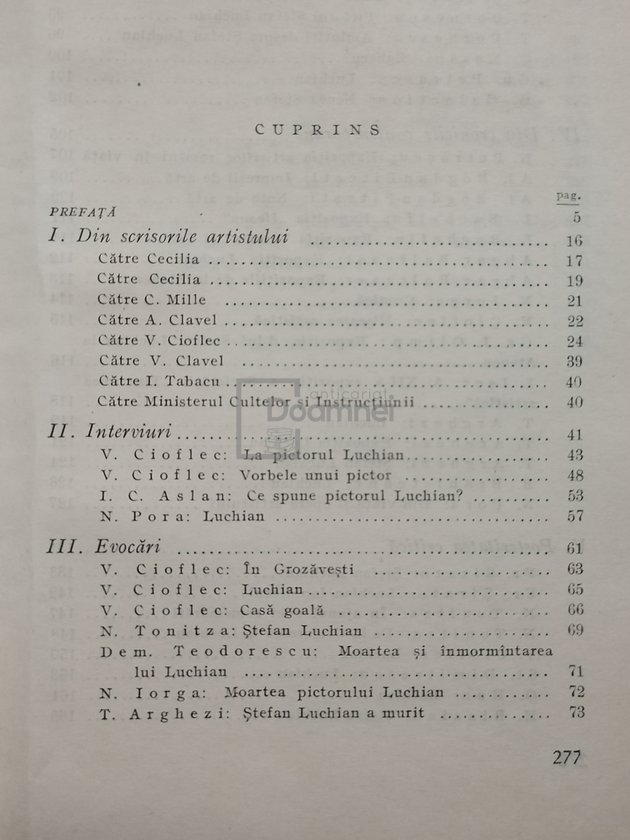 CUPRINS
pag.
PREFAȚĂ 5
I. Din scrisorile artistului .............................. 16
Către Cecilia .......................................... 17
Către Cecilia .......................................... 19
Către C. Mille ........................................ 21
Către A. Clavel ....................................... 22
Către V. Cioflec ...................................... 24
Către V. Clavel ...................................... 39
Către I. Tabacu ....................................... 40
Către Ministerul Cultelor și Instrucțiunii ............... 40
II. Interviuri ............................................. 41
V. Cioflec: La pictorul Luchian .................. 43
V. Cioflec: Vorbele unui pictor .................. 48
I. C. Aslan: Ce spune pictorul Luchian? .......... 53
N. Pora: Luchian .................................. 57
III. Evocări .............................................. 61
V. Cioflec: În Grozăvești ....................... 63
V. Cioflec: Luchian ............................... 65
V. Cioflec: Casă goală ........................... 66
N. Tonitza: Ștefan Luchian ....................... 69
Dem. Teodorescu: Moartea și înmormîntarea
lui Luchian ...................................... 71
N. Iorga: Moartea pictorului Luchian ............ 72
T. Arghezi: Ștefan Luchian a murit ............. 73
277
anticariat
Doamnei